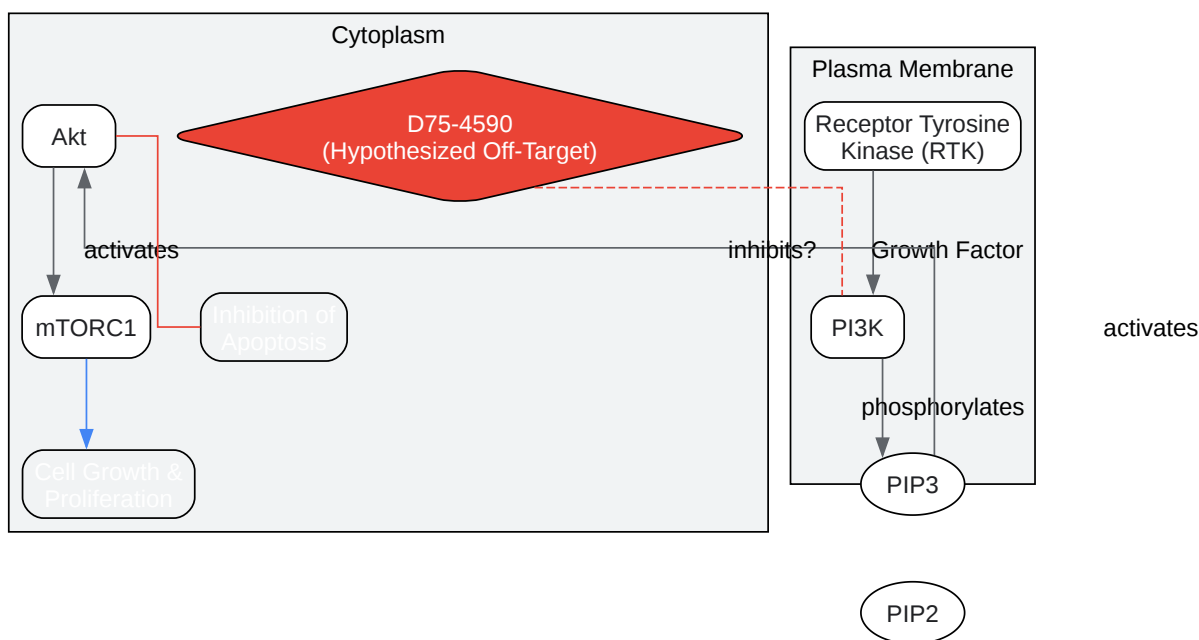 Cytoplasm
Plasma Membrane
Akt
D75-4590
(Hypothesized Off-Target)
Receptor Tyrosine
Kinase (RTK)
activates
inhibits?
Growth Factor
mTORC1
Inhibition of
Apoptosis
PI3K
activates
phosphorylates
Cell Growth &
Proliferation
PIP3
PIP2